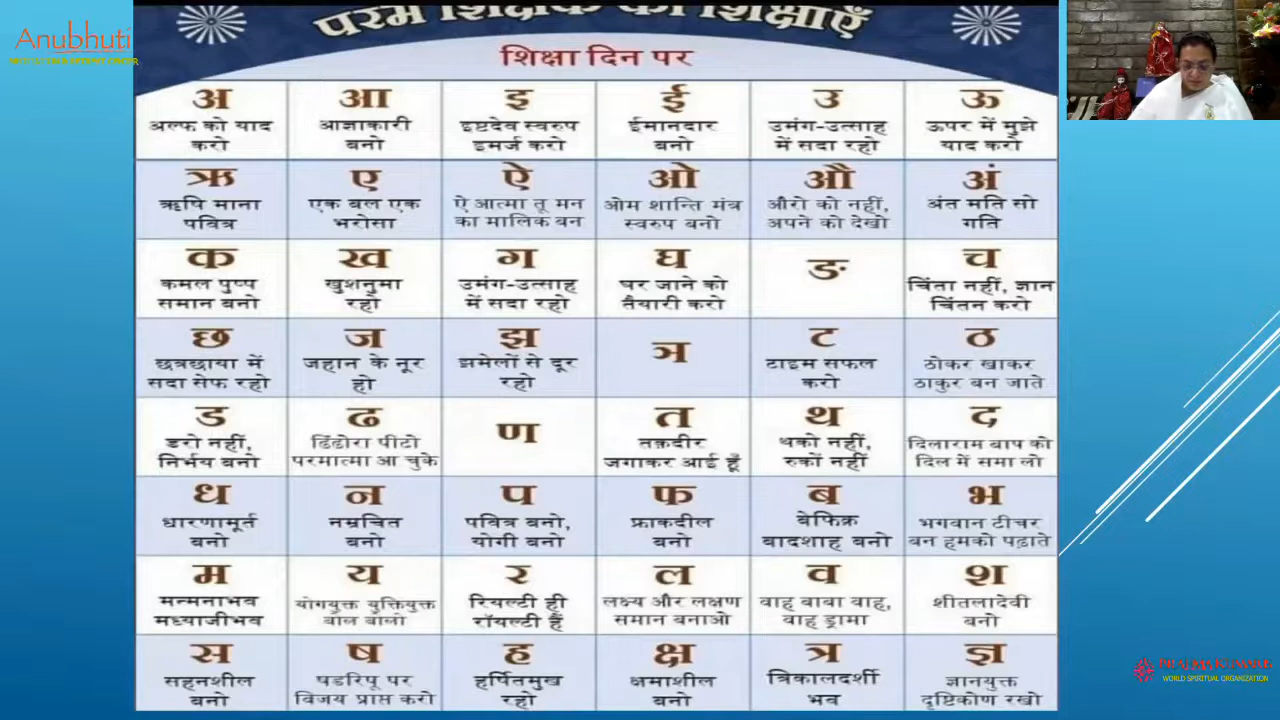 Anubhuti
परम शिक्षक की शिक्षाएँ
शिक्षा दिन पर
अ आ इ ई उ ऊ
अल्फ को याद करो
आज्ञाकारी बनो
इष्टदेव स्वरुप इमर्ज करो
ईमानदार बनो
उमंग-उत्साह में सदा रहो
ऊपर में मुझे याद करो
ऋ ए ऐ ओ औ अं
ऋषि माना पवित्र
एक बल एक भरोसा
ऐ आत्मा तू मन का मालिक बन
ओम शान्ति मंत्र स्वरुप बनो
औरो को नहीं, अपने को देखो
अंत मति सो गति
क ख ग घ ङ च
कमल पुष्प समान बनो
खुशनुमा रहो
उमंग-उत्साह में सदा रहो
घर जाने को तैयारी करो
चिंता नहीं, ज्ञान चिंतन करो
छ ज झ ञ ट ठ
छत्रछाया में सदा सेफ रहो
जहान के नूर हो
झमेलों से दूर रहो
टाइम सफल करो
ठोकर खाकर ठाकुर बन जाते
ड ढ ण त थ द
डरो नहीं, निर्भय बनो
ढिंढोरा पीटो परमात्मा आ चुके
तक़दीर जगाकर आई हूँ
थको नहीं, रुकों नहीं
दिलाराम बाप को दिल में समा लो
ध न प फ ब भ
धारणामूर्त बनो
नम्रचित बनो
पवित्र बनो, योगी बनो
फ्राकदील बनो
बेफिक्र बादशाह बनो
भगवान टीचर बन हमको पढ़ाते
म य र ल व श
मन्मनाभव मध्याजीभव
योगयुक्त युक्तियुक्त बोल बोलो
रियल्टी ही रॉयल्टी हैं
लक्ष्य और लक्षण समान बनाओ
वाह बाबा वाह, वाह ड्रामा
शीतलादेवी बनो
स ष ह क्ष त्र ज्ञ
सहनशील बनो
षडरिपू पर विजय प्राप्त करो
हर्षितमुख रहो
क्षमाशील बनो
त्रिकालदर्शी भव
ज्ञानयुक्त दृष्टिकोण रखो
BRAHMA KUMARIS
WORLD SPIRITUAL ORGANIZATION